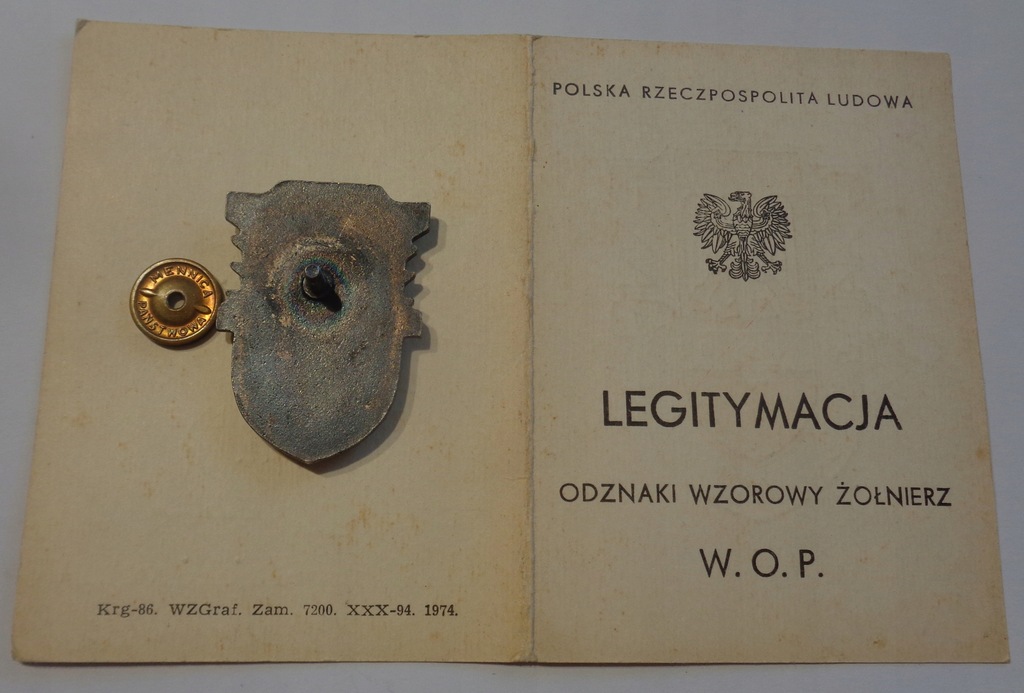 MENNICA
PAŃSTWOWA
Krg-86. WZGraf. Zam. 7200. XXX-94. 1974.
POLSKA RZECZPOSPOLITA LUDOWA
LEGITYMACJA
ODZNAKI WZOROWY ŻOŁNIERZ
W. O. P.